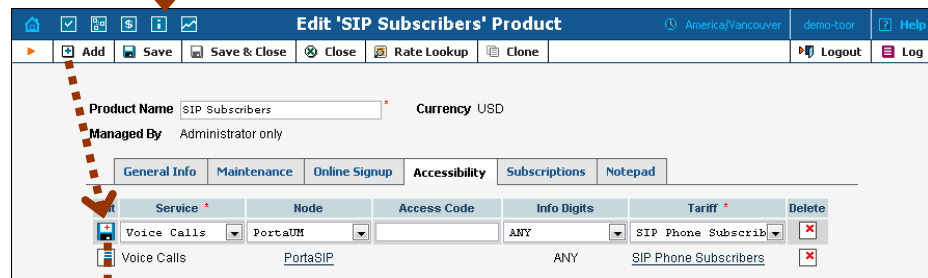 Edit 'SIP Subscribers' Product America/Vancouver demo-toor Help
Add Save Save & Close Close Rate Lookup Clone Logout Log
Product Name SIP Subscribers * Currency USD
Managed By Administrator only
General Info Maintenance Online Signup Accessibility Subscriptions Notepad
Service * Node Access Code Info Digits Tariff * Delete
Voice Calls PortaUM ANY SIP Phone Subscrib
Voice Calls PortaSIP ANY SIP Phone Subscribers